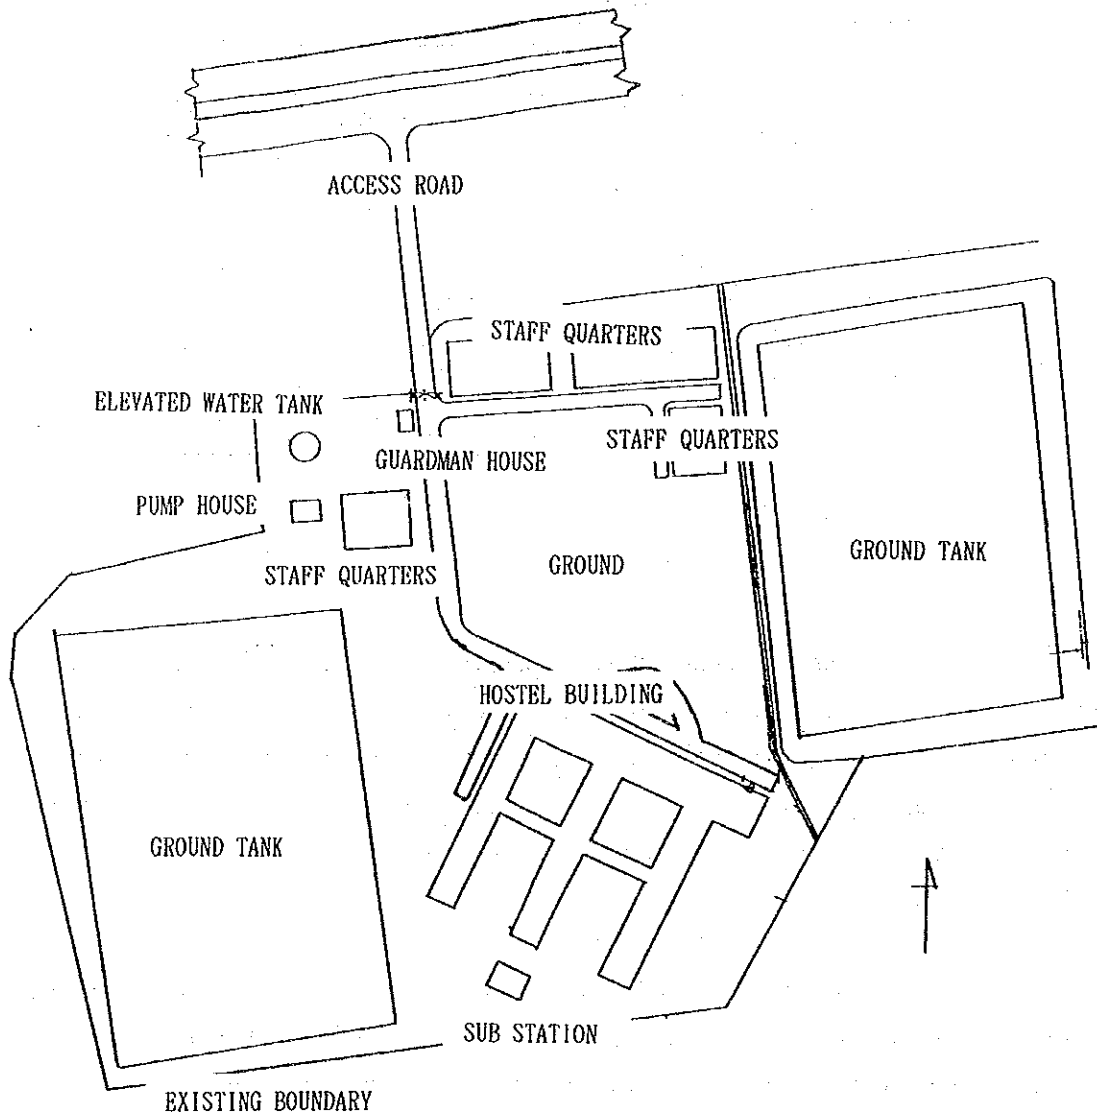 ACCESS ROAD
STAFF QUARTERS
ELEVATED WATER TANK
STAFF QUARTERS
GUARDMAN HOUSE
PUMP HOUSE
GROUND
GROUND TANK
STAFF QUARTERS
HOSTEL BUILDING
GROUND TANK
SUB STATION
EXISTING BOUNDARY